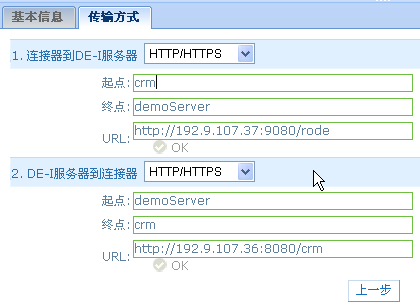 基本信息 传输方式
1. 连接器到DE-I服务器 HTTP/HTTPS
起点: crm
终点: demoServer
URL: http://192.9.107.37:9080/rode
OK
2. DE-I服务器到连接器 HTTP/HTTPS
起点: demoServer
终点: crm
URL: http://192.9.107.36:8080/crm
OK
上一步